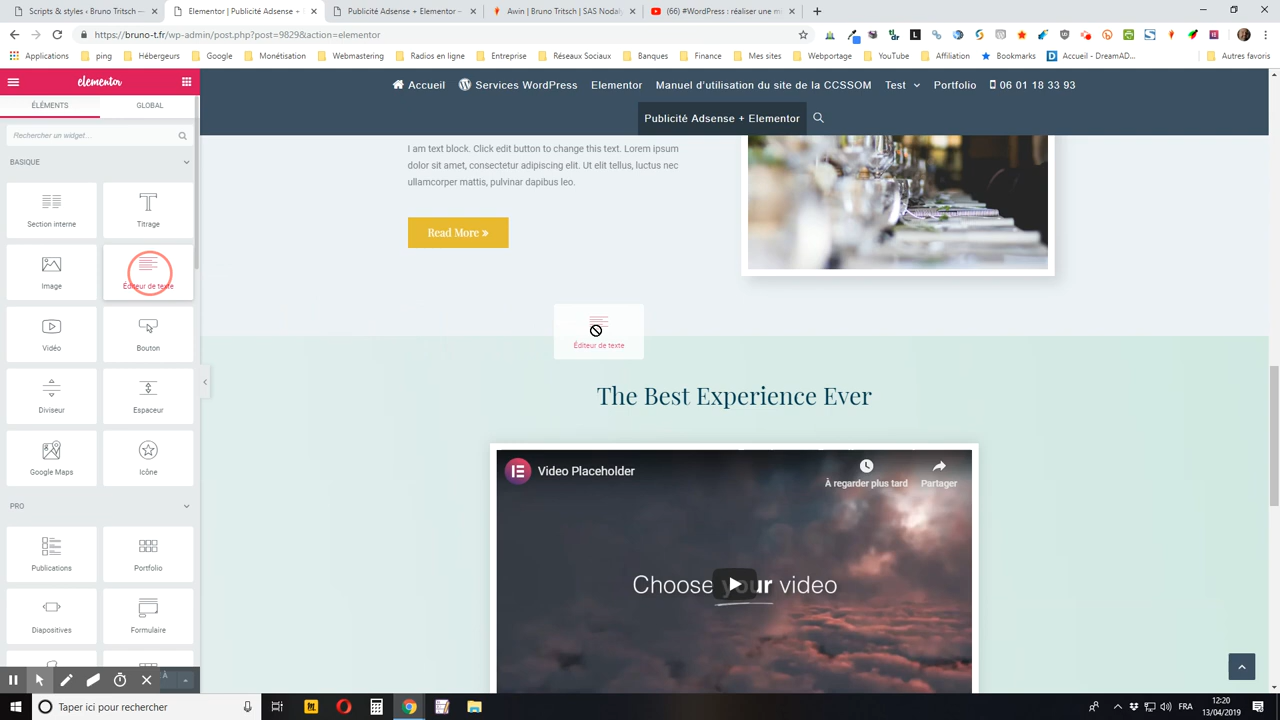 Scripts y styles | Bruno Tritsch —
Elementor | Publicité Adsense +
Publicité Adsense + Elementor –
Awin | Bruno Tritsch | SAS Nodaly
(66) #WordPress : réaliser une mi
https://bruno-t.fr/wp-admin/post.php?post=9829&action=elementor
Applications ping Hébergeurs Google Monétisation Webmastering Radios en ligne Entreprise Réseaux Sociaux Banques Finance Mes sites Webportage YouTube Affiliation Bookmarks Accueil - DreamAD... Autres favoris
elementor
ÉLÉMENTS GLOBAL
Rechercher un widget...
BASIQUE
Section interne Titrage
Image Éditeur de texte
Vidéo Bouton
Diviseur Espaceur
Google Maps Icône
PRO
Publications Portfolio
Diapositives Formulaire
À
Accueil Services WordPress Elementor Manuel d'utilisation du site de la CCSSOM Test Portfolio 06 01 18 33 93
Publicité Adsense + Elementor
I am text block. Click edit button to change this text. Lorem ipsum
dolor sit amet, consectetur adipiscing elit. Ut elit tellus, luctus nec
ullamcorper mattis, pulvinar dapibus leo.
Read More »
Éditeur de texte
The Best Experience Ever
Video Placeholder
À regarder plus tard Partager
Choose your video
Taper ici pour rechercher
FR
12:20
13/04/2019